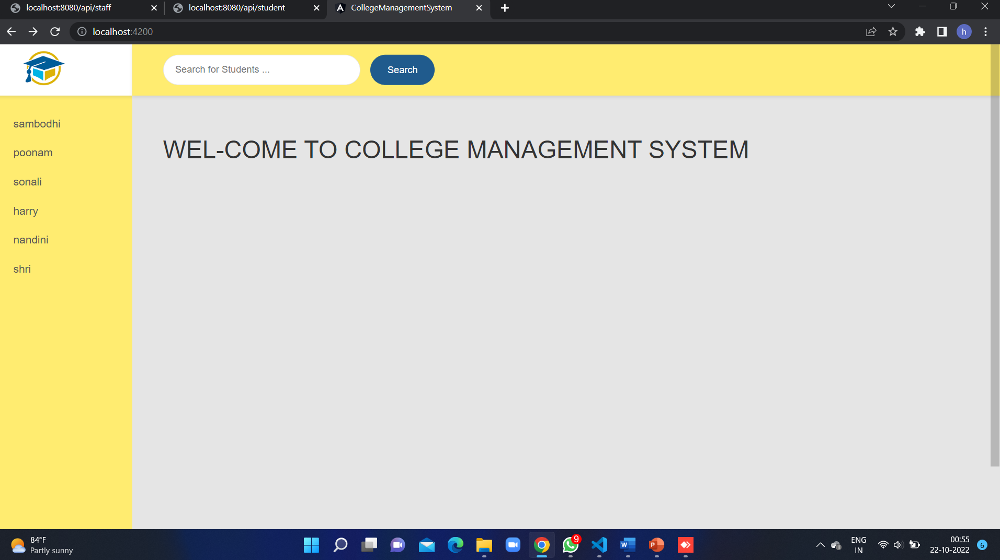 localhost:8080/api/staff
localhost:8080/api/student
CollegeManagementSystem
localhost:4200
h
Search for Students ...
Search
sambodhi
poonam
sonali
harry
nandini
shri
WEL-COME TO COLLEGE MANAGEMENT SYSTEM
84°F
Partly sunny
9
ENG
IN
00:55
22-10-2022
6